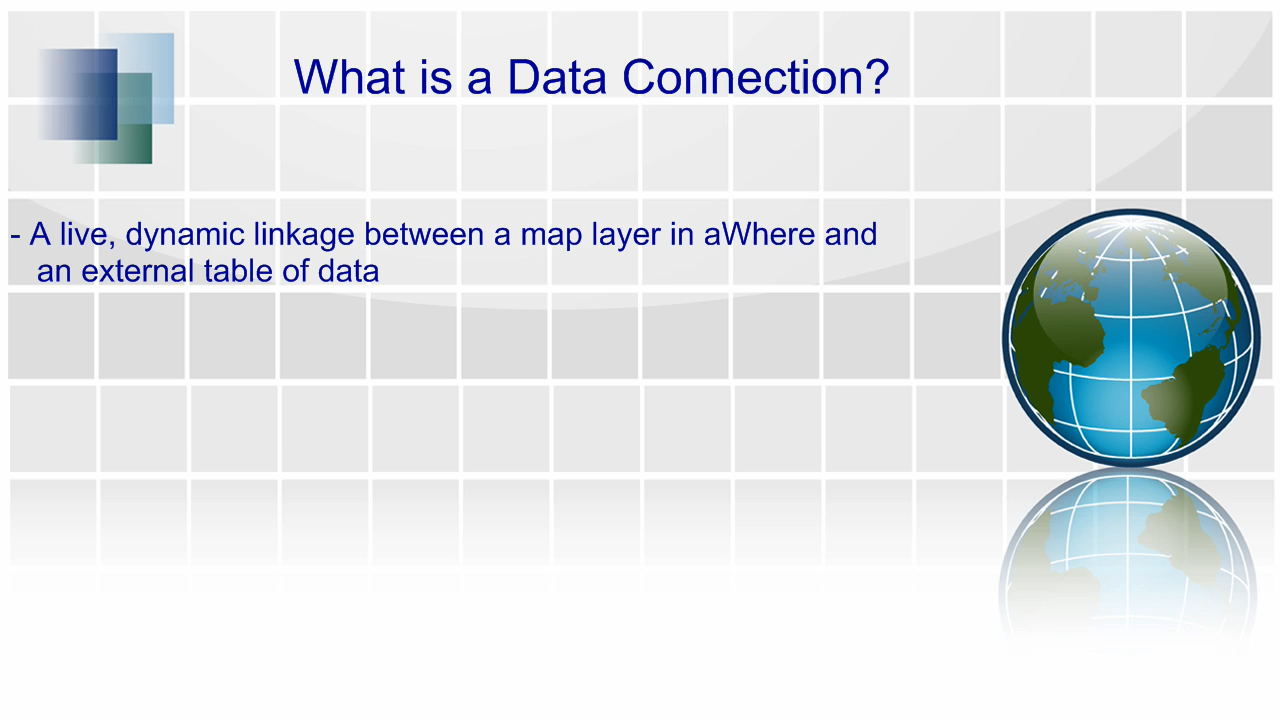 What is a Data Connection?
- A live, dynamic linkage between a map layer in aWhere and
an external table of data